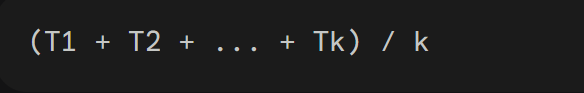 (T1 + T2 + ... + Tk) / k